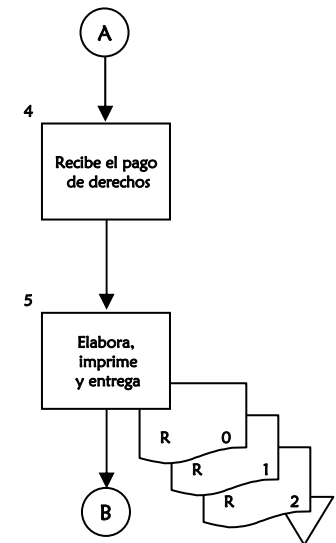 A
4
Recibe el pago
de derechos
5
Elabora,
imprime
y entrega
R 0
R 1
R 2
B